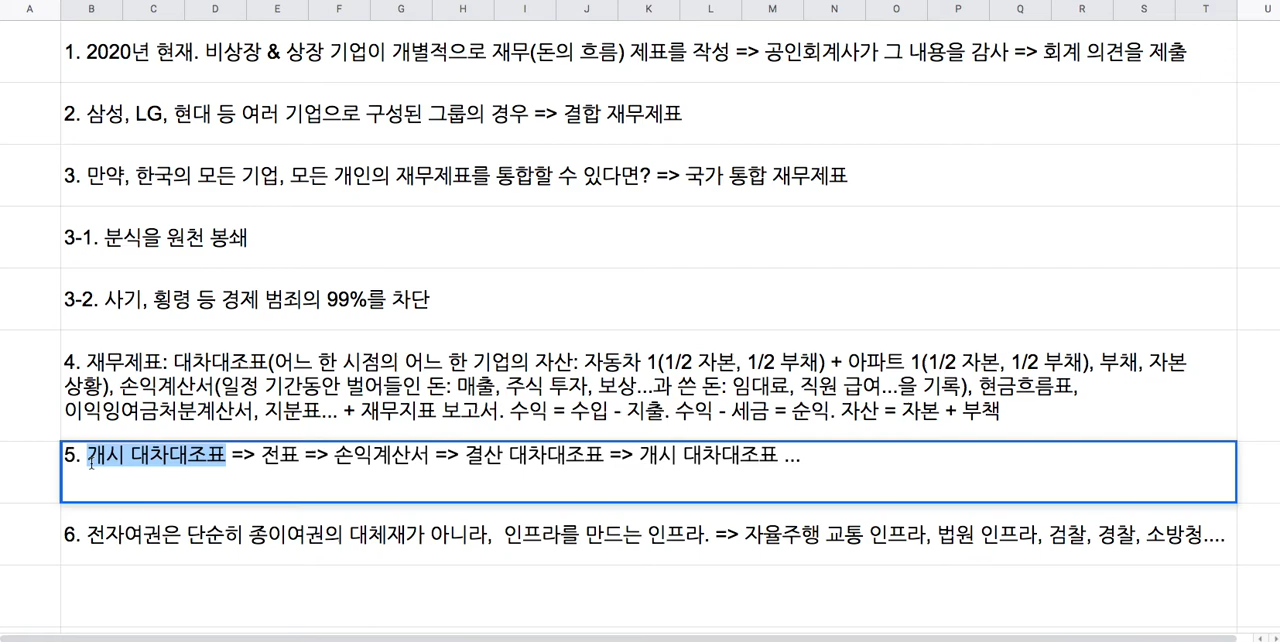 A B C D E F G H I J K L M N O P Q R S T U
1. 2020년 현재. 비상장 & 상장 기업이 개별적으로 재무(돈의 흐름) 제표를 작성 => 공인회계사가 그 내용을 감사 => 회계 의견을 제출
2. 삼성, LG, 현대 등 여러 기업으로 구성된 그룹의 경우 => 결합 재무제표
3. 만약, 한국의 모든 기업, 모든 개인의 재무제표를 통합할 수 있다면? => 국가 통합 재무제표
3-1. 분식을 원천 봉쇄
3-2. 사기, 횡령 등 경제 범죄의 99%를 차단
4. 재무제표: 대차대조표(어느 한 시점의 어느 한 기업의 자산: 자동차 1(1/2 자본, 1/2 부채) + 아파트 1(1/2 자본, 1/2 부채), 부채, 자본
상황), 손익계산서(일정 기간동안 벌어들인 돈: 매출, 주식 투자, 보상...과 쓴 돈: 임대료, 직원 급여...을 기록), 현금흐름표,
이익잉여금처분계산서, 지분표... + 재무지표 보고서. 수익 = 수입 - 지출. 수익 - 세금 = 순익. 자산 = 자본 + 부책
5. 개시 대차대조표 => 전표 => 손익계산서 => 결산 대차대조표 => 개시 대차대조표 ...
6. 전자여권은 단순히 종이여권의 대체재가 아니라, 인프라를 만드는 인프라. => 자율주행 교통 인프라, 법원 인프라, 검찰, 경찰, 소방청....